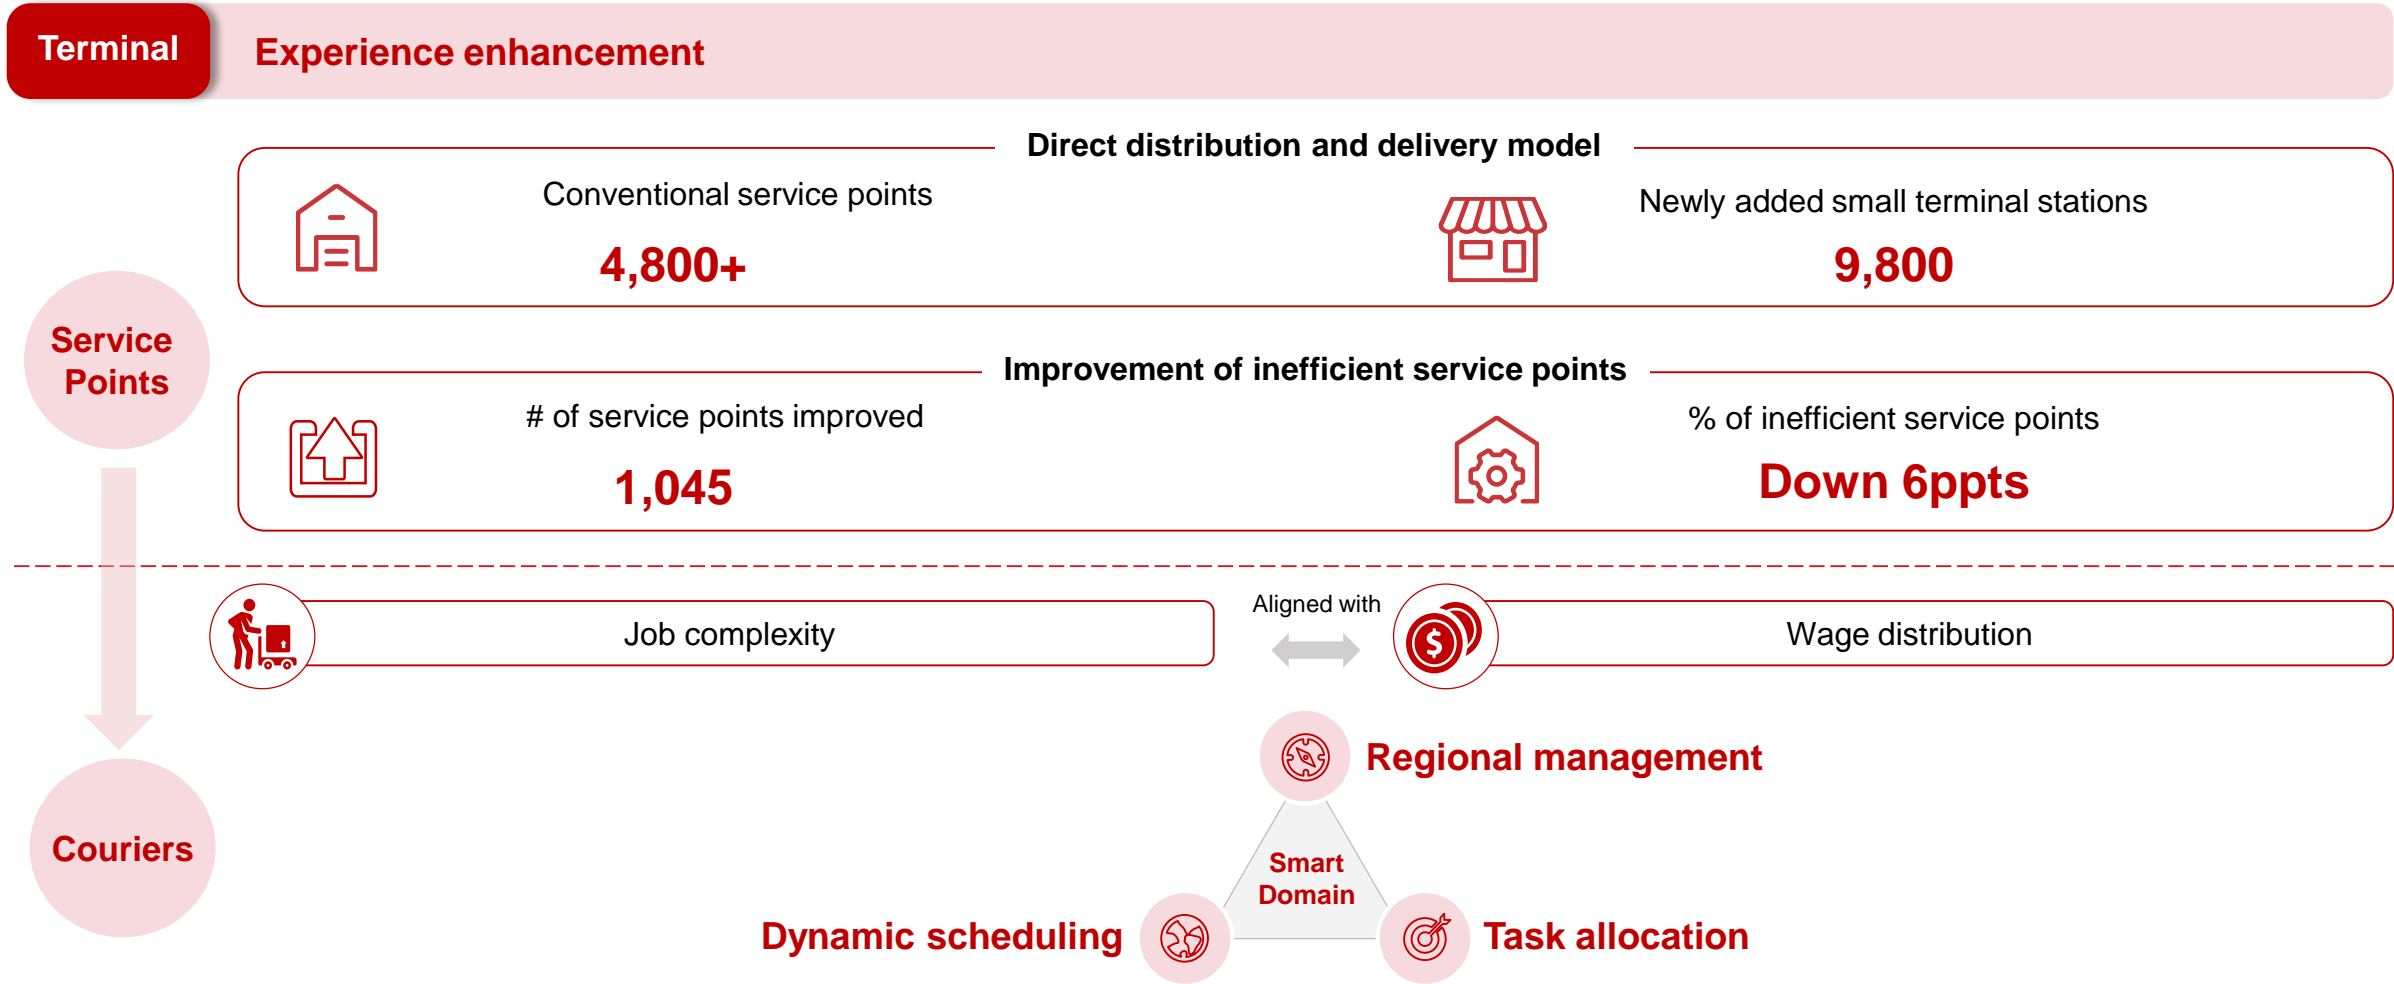 Terminal
Experience enhancement
Direct distribution and delivery model
Conventional service points
4,800+
Newly added small terminal stations
9,800
Service
Points
Improvement of inefficient service points
# of service points improved
1,045
% of inefficient service points
Down 6ppts
Job complexity
Aligned with
$
Wage distribution
Couriers
Regional management
Smart
Domain
Dynamic scheduling
Task allocation